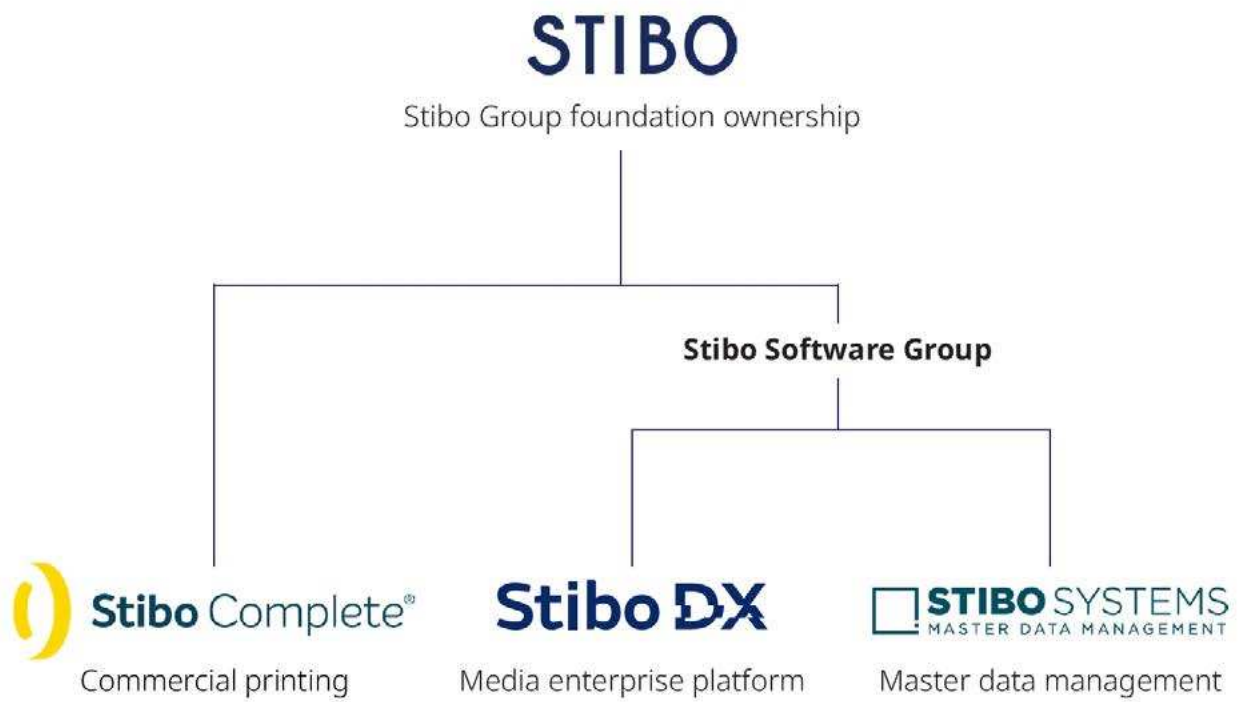 STIBO
Stibo Group foundation ownership
Stibo Software Group
Stibo Complete®
Commercial printing
Stibo DX
Media enterprise platform
STIBO SYSTEMS
MASTER DATA MANAGEMENT
Master data management